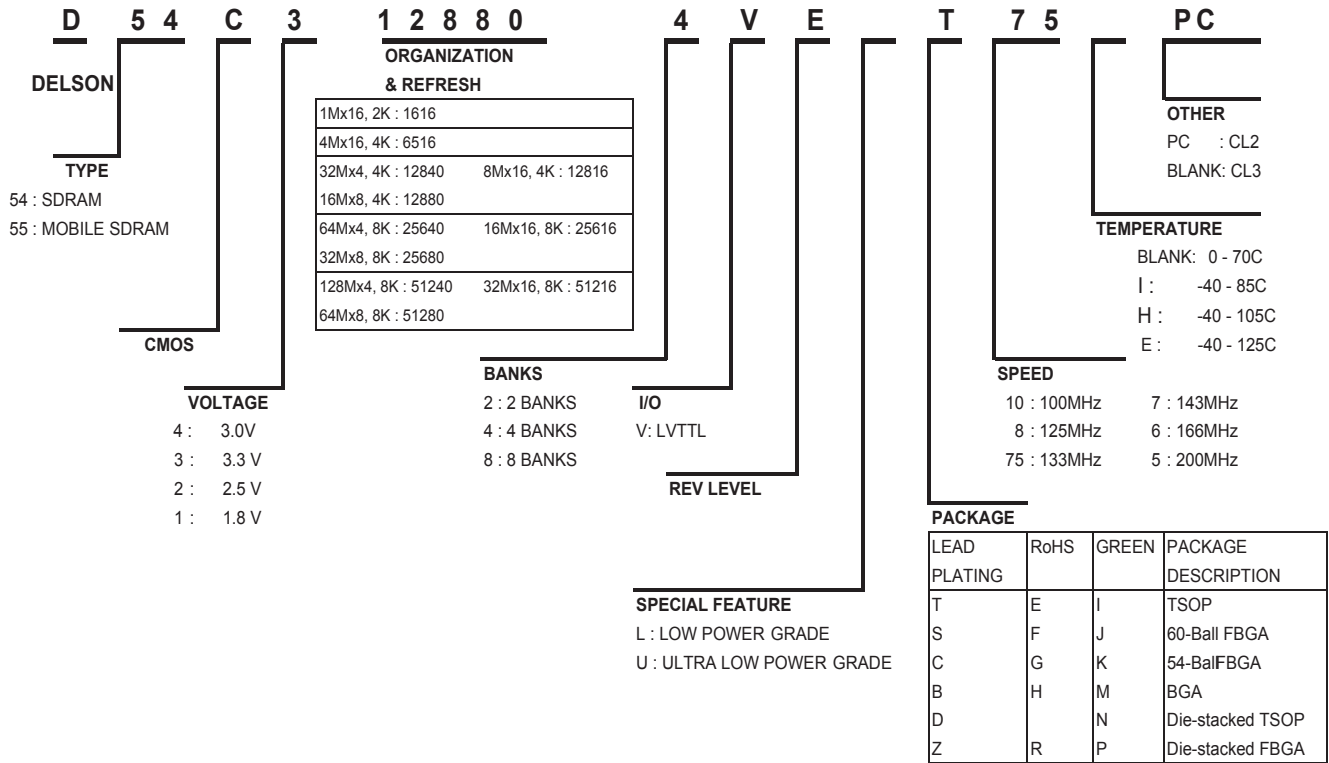 D 5 4 C 3 1 2 8 8 0 4 V E T 7 5 PC
DELSON
ORGANIZATION
& REFRESH
1Mx16, 2K : 1616
4Mx16, 4K : 6516
32Mx4, 4K : 12840 8Mx16, 4K : 12816
16Mx8, 4K : 12880
64Mx4, 8K : 25640 16Mx16, 8K : 25616
32Mx8, 8K : 25680
128Mx4, 8K : 51240 32Mx16, 8K : 51216
64Mx8, 8K : 51280
OTHER
PC : CL2
BLANK: CL3
TYPE
54 : SDRAM
55 : MOBILE SDRAM
TEMPERATURE
BLANK: 0 - 70C
I : -40 - 85C
H : -40 - 105C
E : -40 - 125C
CMOS
VOLTAGE
4 : 3.0V
3 : 3.3 V
2 : 2.5 V
1 : 1.8 V
BANKS
2 : 2 BANKS
4 : 4 BANKS
8 : 8 BANKS
I/O
V: LVTTL
SPEED
10 : 100MHz 7 : 143MHz
8 : 125MHz 6 : 166MHz
75 : 133MHz 5 : 200MHz
REV LEVEL
SPECIAL FEATURE
L : LOW POWER GRADE
U : ULTRA LOW POWER GRADE
PACKAGE
LEAD RoHS GREEN PACKAGE
PLATING DESCRIPTION
T E I TSOP
S F J 60-Ball FBGA
C G K 54-BallFBGA
B H M BGA
D N Die-stacked TSOP
Z R P Die-stacked FBGA